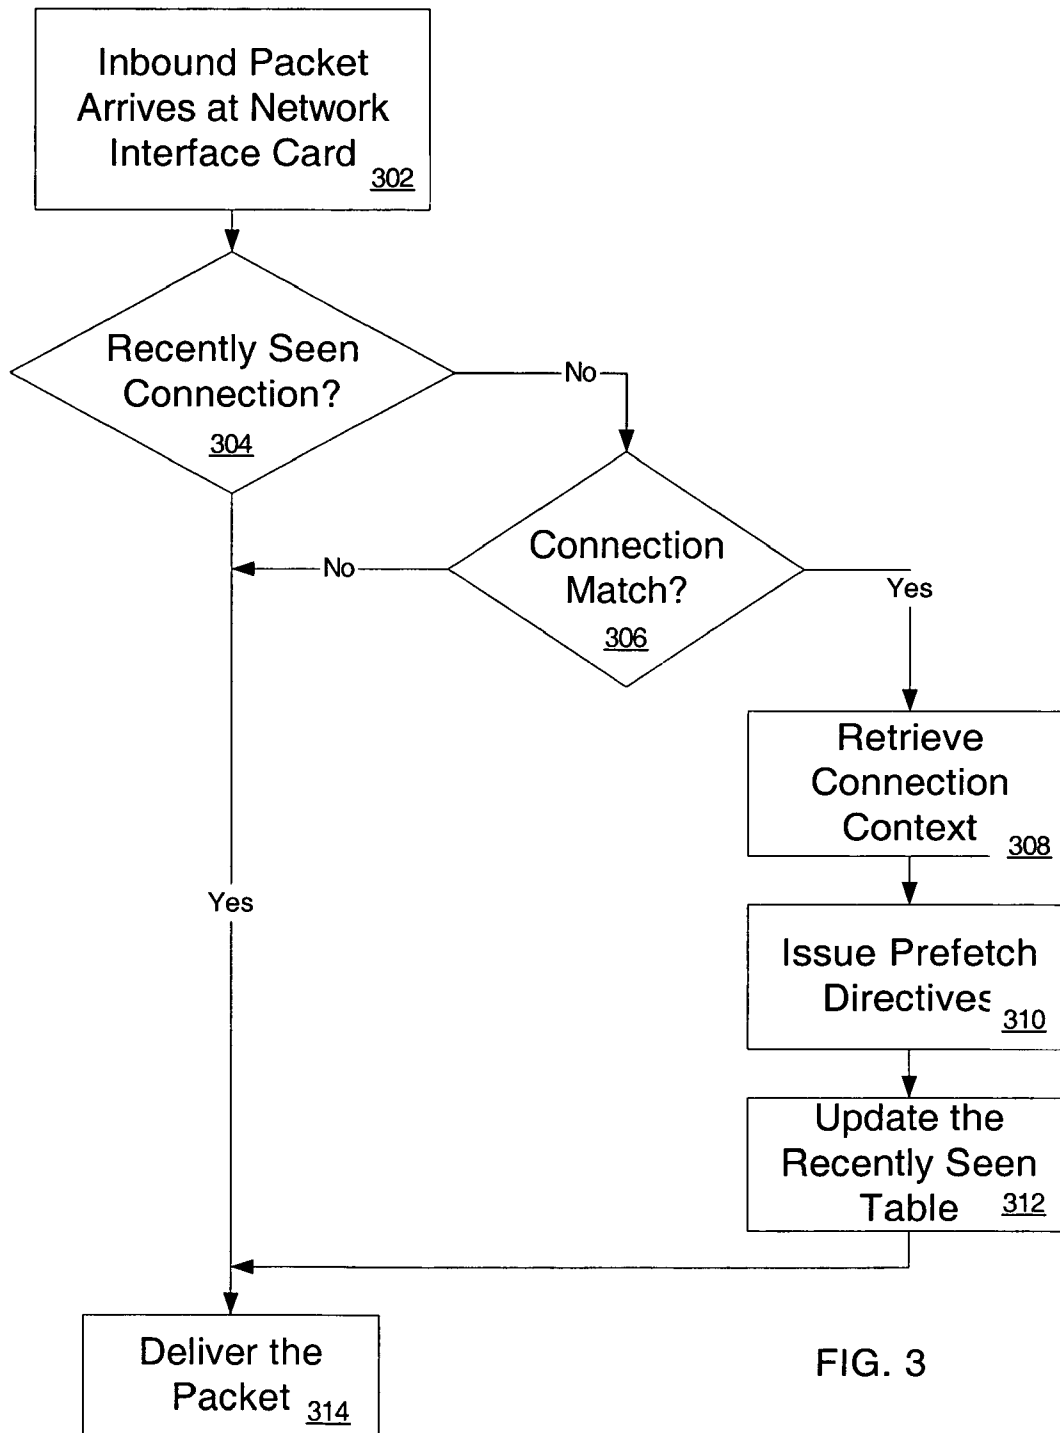 Inbound Packet
Arrives at Network
Interface Card
302
Recently Seen
Connection?
304
No
Connection
Match?
306
No
Yes
Retrieve
Connection
Context
308
Issue Prefetch
Directives
310
Update the
Recently Seen
Table
312
Yes
Deliver the
Packet
314
FIG. 3